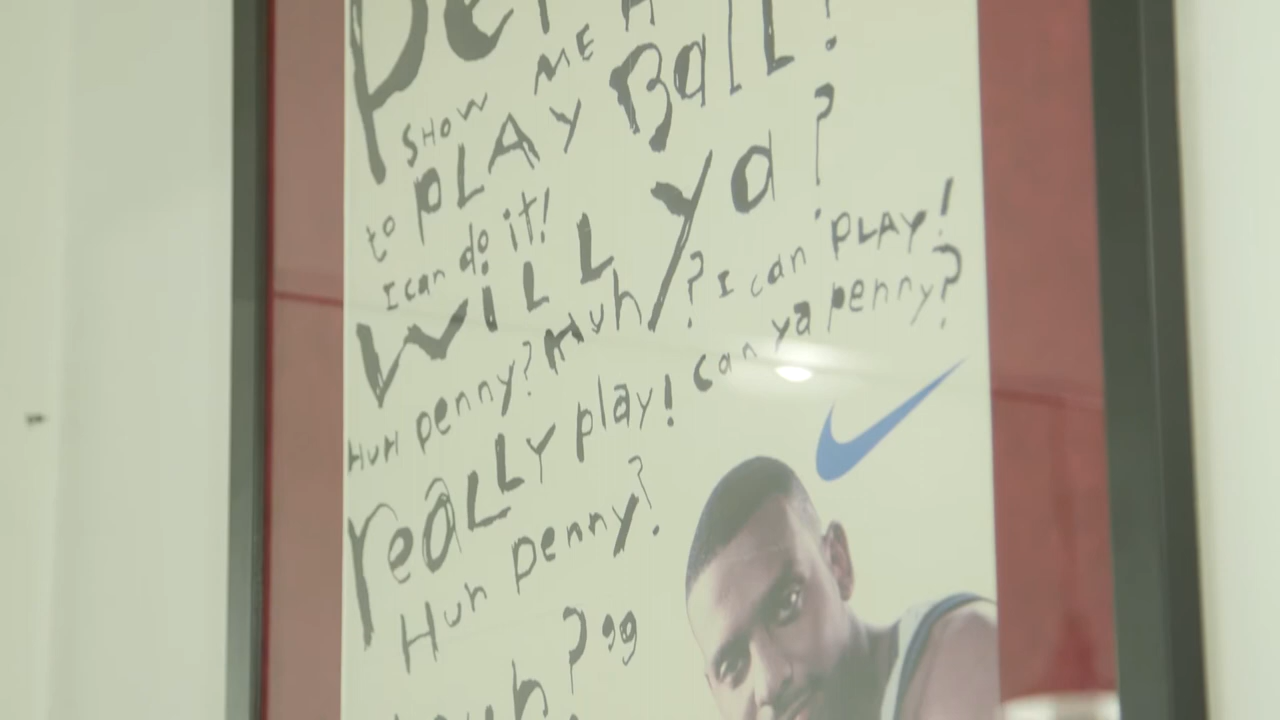 SHOW ME
to PLAY Ball!
I can do it!
WiLL ya?
Huh penny? Huh? I can PLAY!
reaLLY play! Can ya penny?
Huh penny?
huh?”